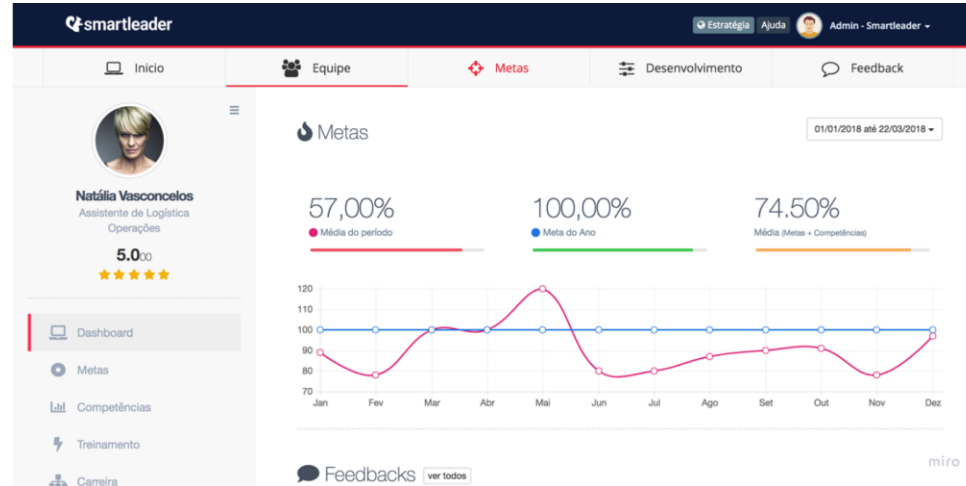 smartleader
Estratégia Ajuda Admin - Smartleader
Inicio Equipe Metas Desenvolvimento Feedback
Natália Vasconcelos
Assistente de Logística
Operações
5.000
Dashboard
Metas
Competências
Treinamento
Carreira
Metas 01/01/2018 até 22/03/2018
57,00% 100,00% 74.50%
Média do período Meta do Ano Média (Metas + Competências)
120
110
100
90
80
70
Jan Fev Mar Abr Mai Jun Jul Ago Set Out Nov Dez
Feedbacks ver todos
miro